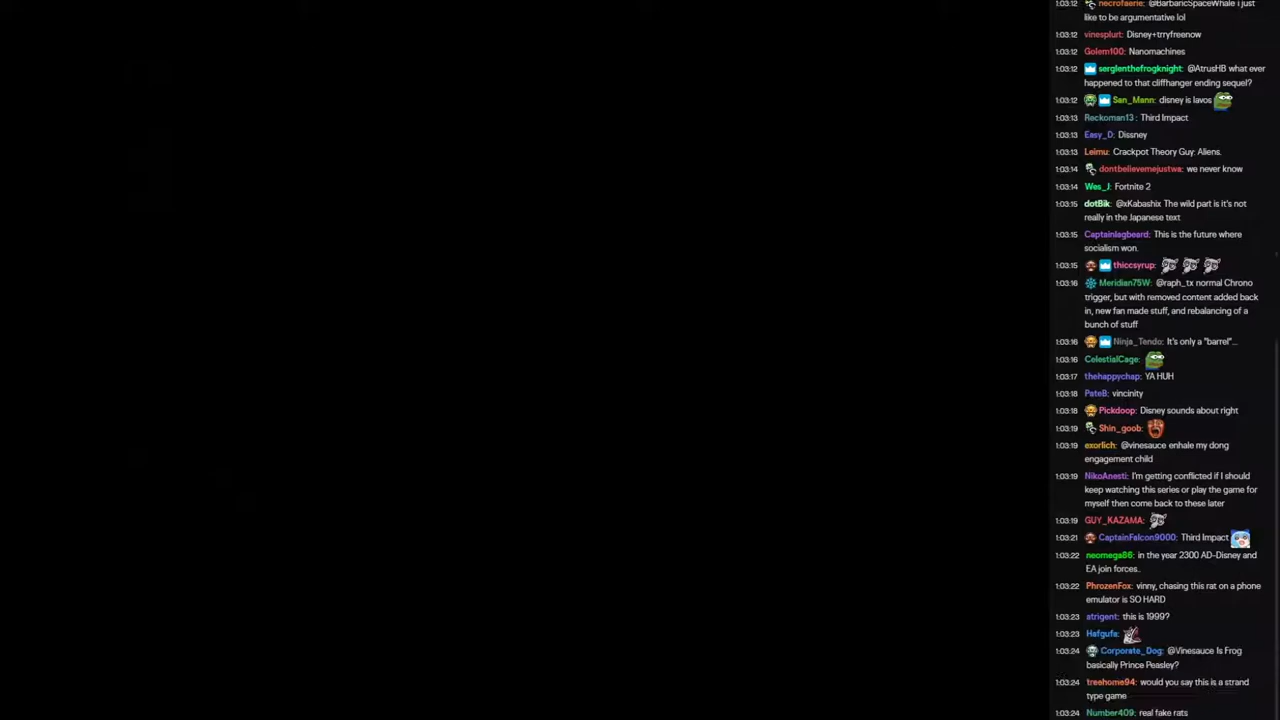 1:03:12 necrofaerie: @BarbaricSpaceWhale i just
like to be argumentative lol
1:03:12 vinesplurt: Disney+trryfreenow
1:03:12 Golem100: Nanomachines
1:03:12 serglenthefrogknight: @AtrusHB what ever
happened to that cliffhanger ending sequel?
1:03:12 San_Mann: disney is lavos
1:03:13 Reckoman13 : Third Impact
1:03:13 Easy_D: Dissney
1:03:13 Leimu: Crackpot Theory Guy: Aliens.
1:03:14 dontbelievemejustwa: we never know
1:03:14 Wes_J: Fortnite 2
1:03:15 dotBik: @xKabashix The wild part is it's not
really in the Japanese text
1:03:15 Captainlagbeard: This is the future where
socialism won.
1:03:15 thiccsyrup:
1:03:16 Meridian75W: @raph_tx normal Chrono
trigger, but with removed content added back
in, new fan made stuff, and rebalancing of a
bunch of stuff
1:03:16 Ninja_Tendo: It's only a "barrel"...
1:03:16 CelestialCage:
1:03:17 thehappychap: YA HUH
1:03:18 PateB: vincinity
1:03:18 Pickdoop: Disney sounds about right
1:03:19 Shin_goob:
1:03:19 exorlich: @vinesauce enhale my dong
engagement child
1:03:19 NikoAnesti: I'm getting conflicted if I should
keep watching this series or play the game for
myself then come back to these later
1:03:19 GUY_KAZAMA:
1:03:21 CaptainFalcon9000: Third Impact
1:03:22 neomega86: in the year 2300 AD-Disney and
EA join forces..
1:03:22 PhrozenFox: vinny, chasing this rat on a phone
emulator is SO HARD
1:03:23 atrigent: this is 1999?
1:03:23 Hafgufa:
1:03:24 Corporate_Dog: @Vinesauce Is Frog
basically Prince Peasley?
1:03:24 treehome94: would you say this is a strand
type game
1:03:24 Number409: real fake rats